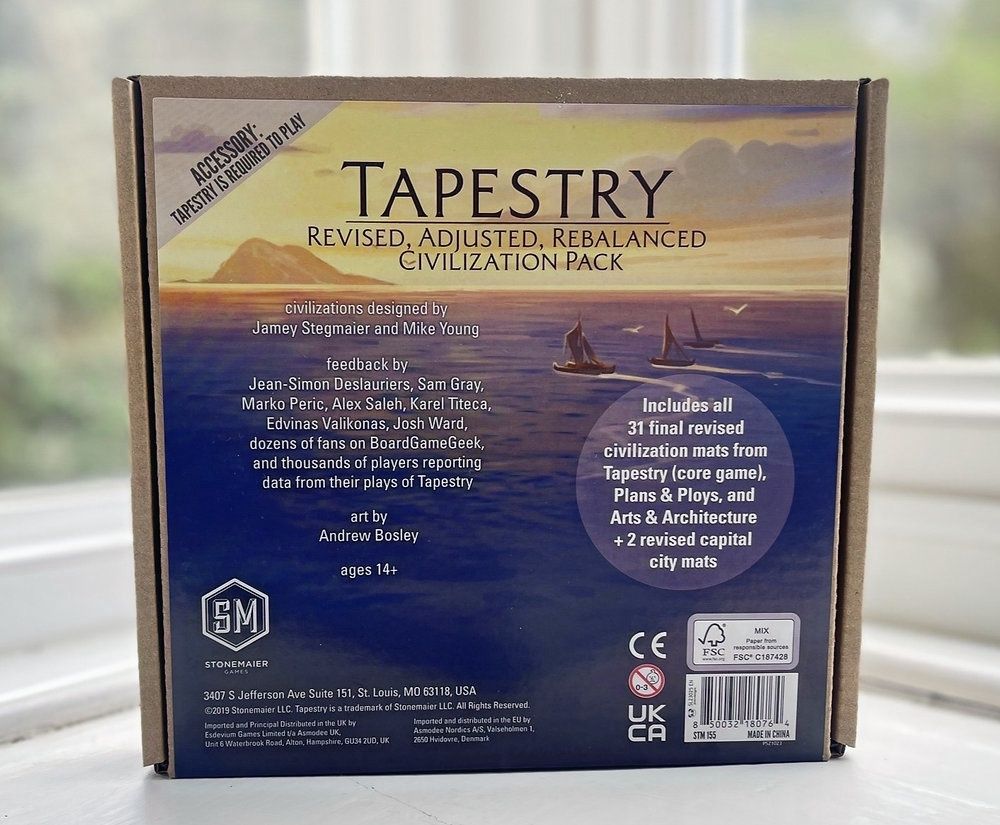 ACCESSORY:
TAPESTRY IS REQUIRED TO PLAY
TAPESTRY
REVISED, ADJUSTED, REBALANCED
CIVILIZATION PACK
civilizations designed by
Jamey Stegmaier and Mike Young
feedback by
Jean-Simon Deslauriers, Sam Gray,
Marko Peric, Alex Saleh, Karel Titeca,
Edvinas Valikonas, Josh Ward,
dozens of fans on BoardGameGeek,
and thousands of players reporting
data from their plays of Tapestry
art by
Andrew Bosley
ages 14+
Includes all
31 final revised
civilization mats from
Tapestry (core game),
Plans & Ploys, and
Arts & Architecture
+ 2 revised capital
city mats
SM
STONEMAIER
GAMES
3407 S Jefferson Ave Suite 151, St. Louis, MO 63118, USA
©2019 Stonemaier LLC. Tapestry is a trademark of Stonemaier LLC. All Rights Reserved.
Imported and Principal Distributed in the UK by
Esdevium Games Limited t/a Asmodee UK,
Unit 6 Waterbrook Road, Alton, Hampshire, GU34 2UD, UK
Imported and distributed in the EU by
Asmodee Nordics A/S, Valseholmen 1,
2650 Hvidovre, Denmark
CE
0-3
UK
CA
FSC
www.fsc.org
MIX
Paper from
responsible sources
FSC® C187428
8 50032 18076 4
STM 155 MADE IN CHINA